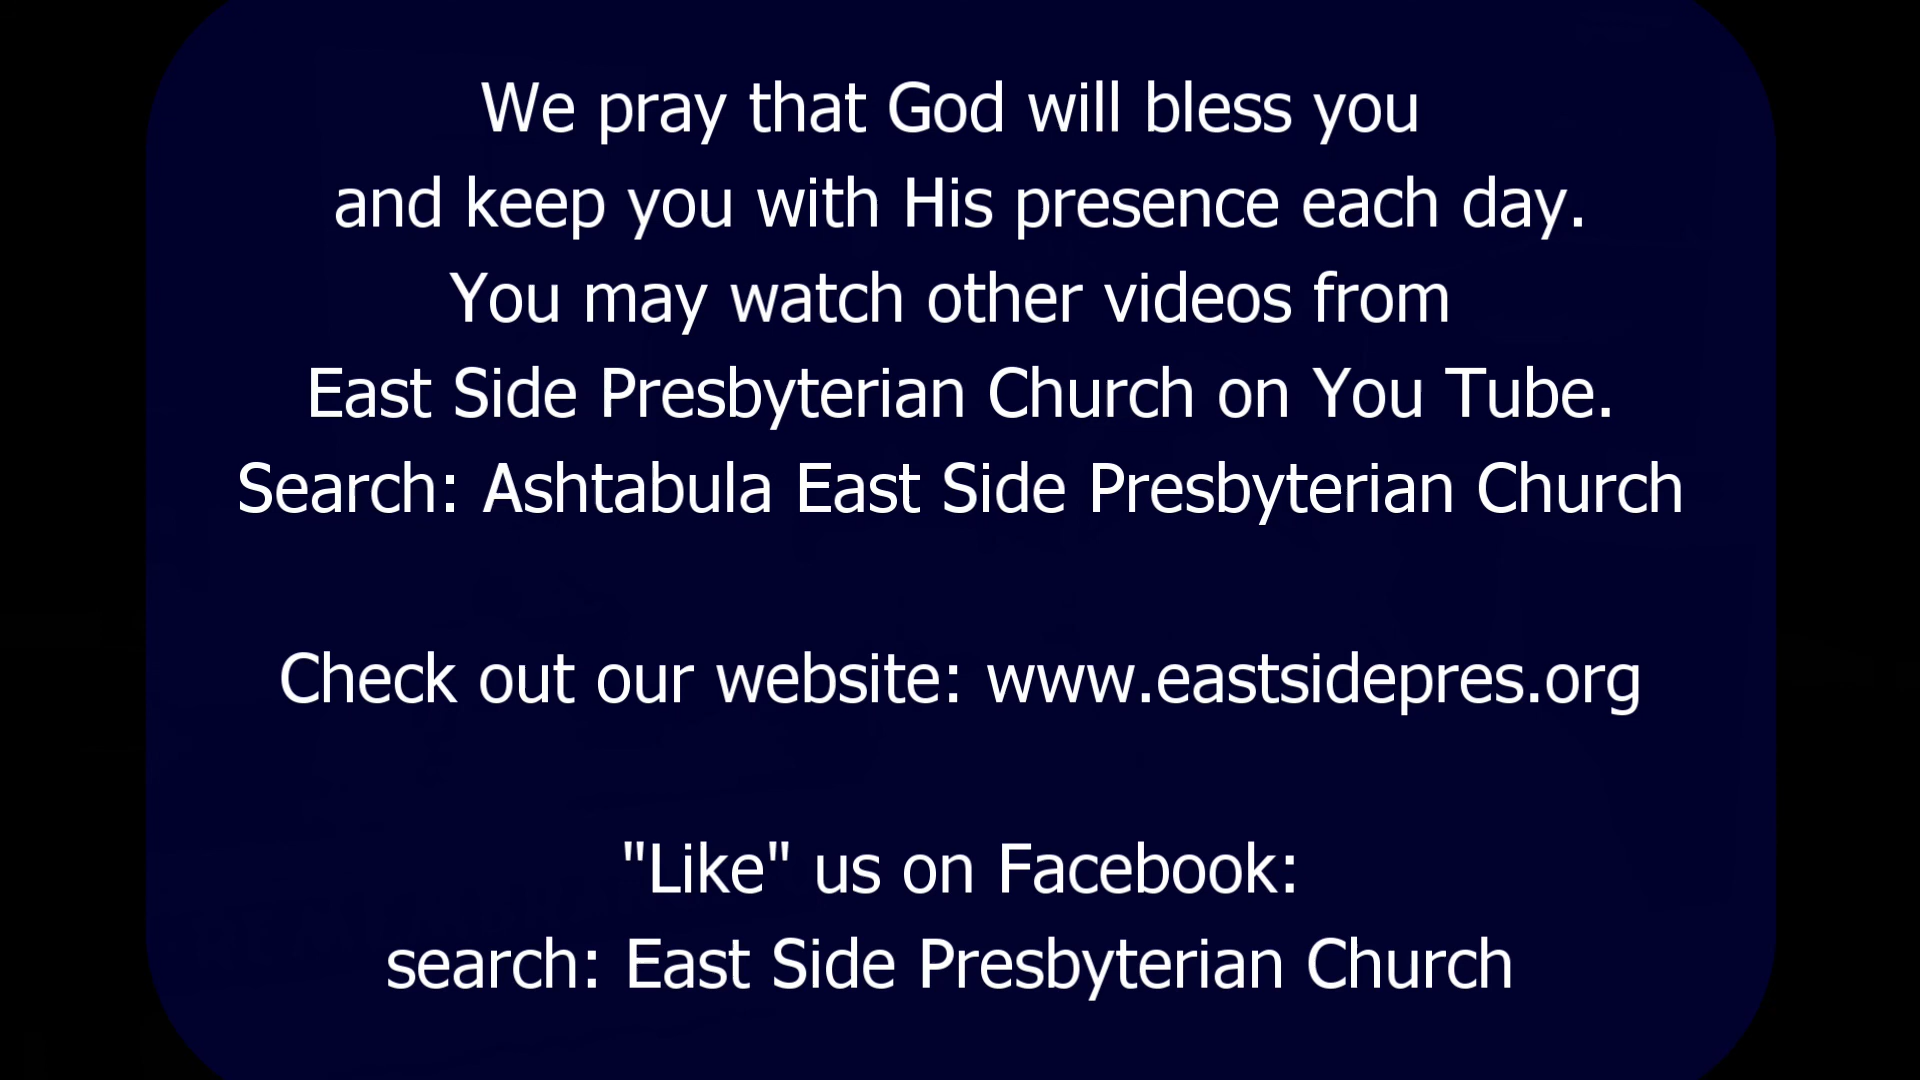 We pray that God will bless you
and keep you with His presence each day.
You may watch other videos from
East Side Presbyterian Church on You Tube.
Search: Ashtabula East Side Presbyterian Church
Check out our website: www.eastsidepres.org
"Like" us on Facebook:
search: East Side Presbyterian Church